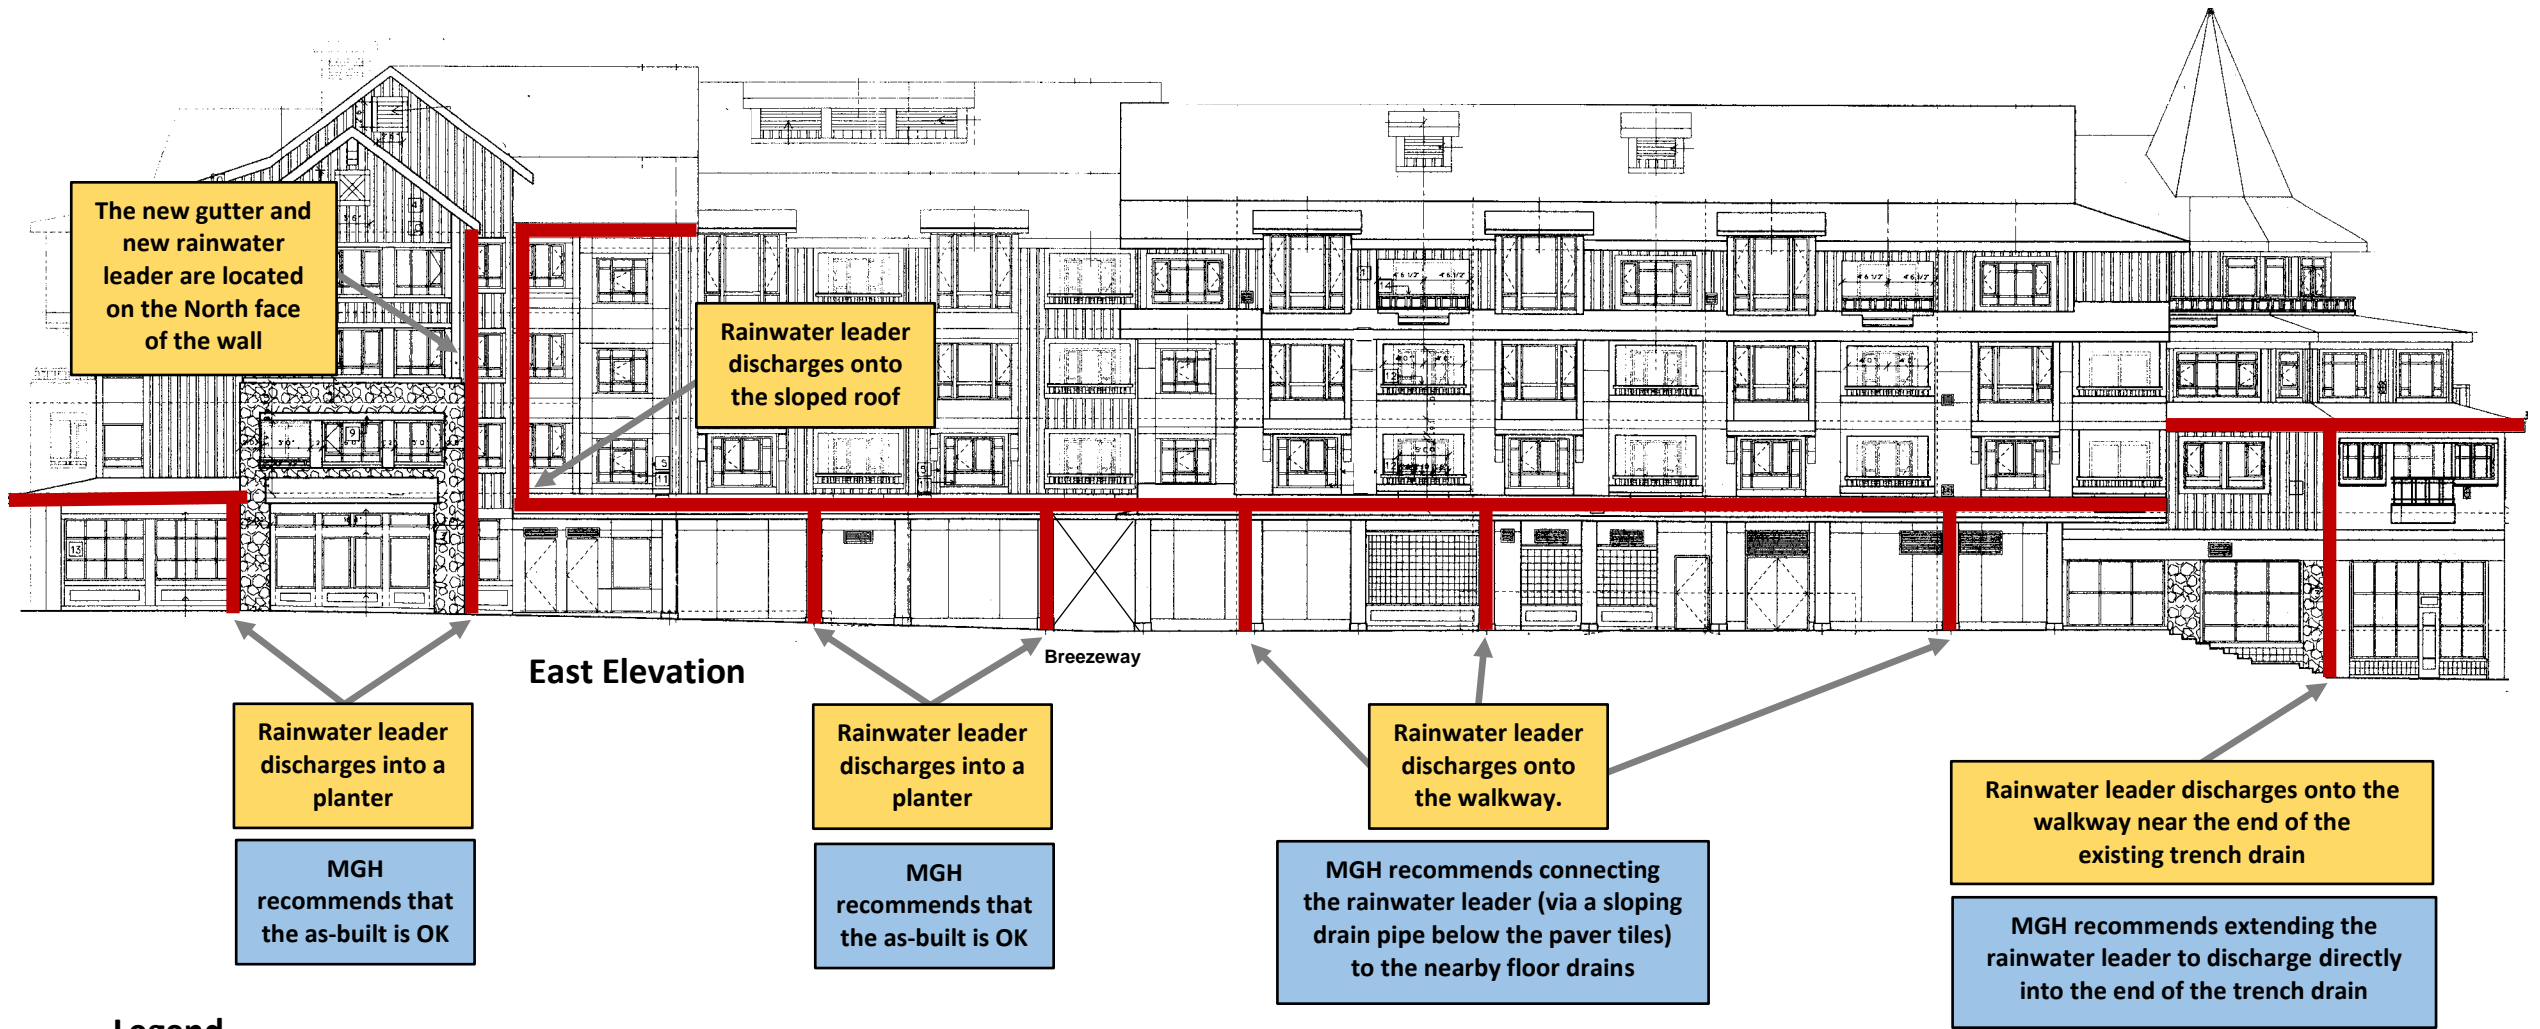 The new gutter and
new rainwater
leader are located
on the North face
of the wall
Rainwater leader
discharges onto
the sloped roof
East Elevation
Breezeway
Rainwater leader
discharges into a
planter
MGH
recommends that
the as-built is OK
Rainwater leader
discharges into a
planter
MGH
recommends that
the as-built is OK
Rainwater leader
discharges onto
the walkway.
MGH recommends connecting
the rainwater leader (via a sloping
drain pipe below the paver tiles)
to the nearby floor drains
Rainwater leader discharges onto the
walkway near the end of the
existing trench drain
MGH recommends extending the
rainwater leader to discharge directly
into the end of the trench drain
Legend